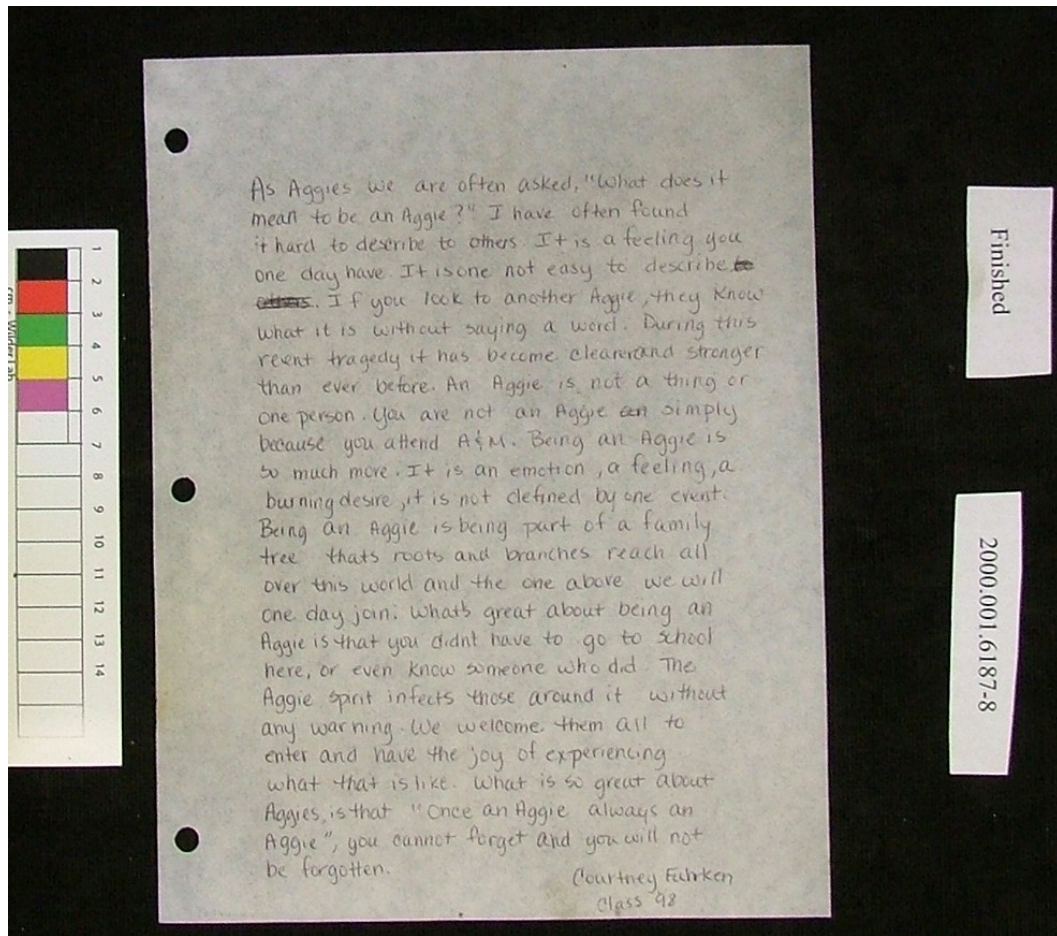 As Aggies we are often asked, "What does it
mean to be an Aggie?" I have often found
it hard to describe to others. It is a feeling you
one day have. It is one not easy to describe to
others. If you look to another Aggie, they know
what it is without saying a word. During this
reent tragedy it has become clearer and stronger
than ever before. An Aggie is not a thing or
one person. You are not an Aggie simply
because you attend A&M. Being an Aggie is
so much more. It is an emotion, a feeling, a
burning desire, it is not defined by one event.
Being an Aggie is being part of a family
tree thats roots and branches reach all
over this world and the one above we will
one day join. What's great about being an
Aggie is that you didnt have to go to school
here, or even know someone who did. The
Aggie spirit infects those around it without
any warning. We welcome them all to
enter and have the joy of experiencing
what that is like. What is so great about
Aggies, is that "Once an Aggie always an
Aggie", you cannot forget and you will not
be forgotten.
Courtney Fuhrken
Class 98
Finished
2000.001.6187-8
1
2
3
4
5
6
7
8
9
10
11
12
13
14